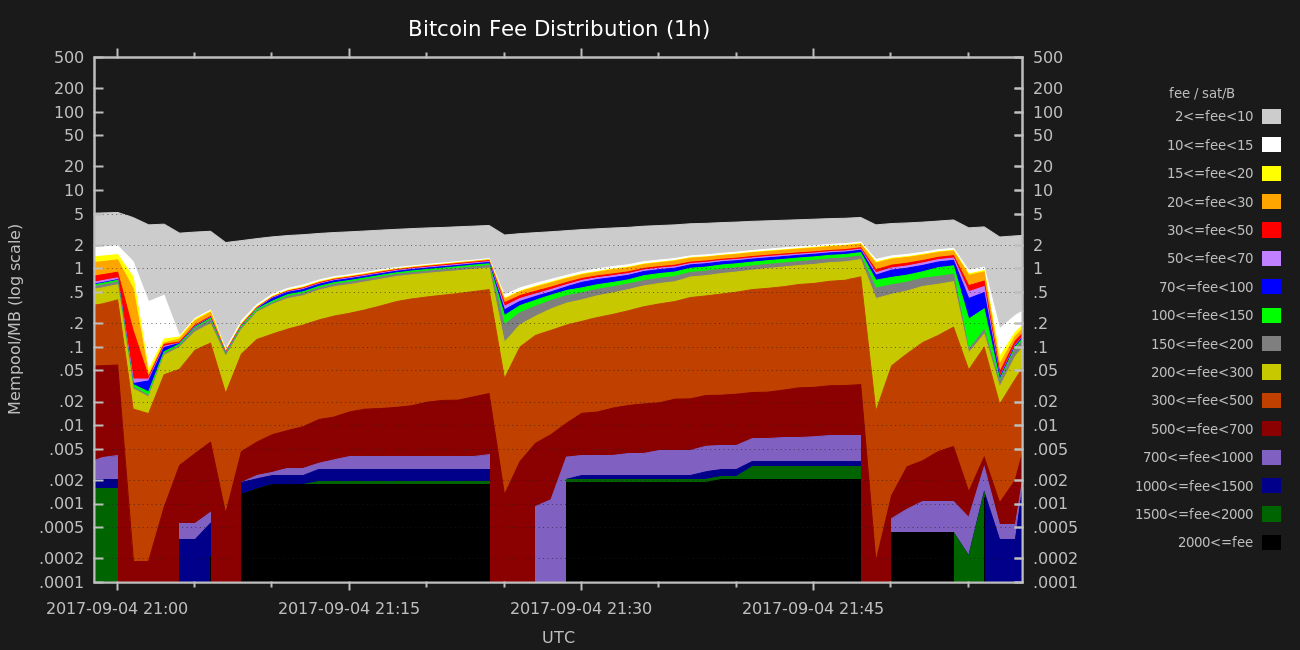 Bitcoin Fee Distribution (1h)
Mempool/MB (log scale)
500
200
100
50
20
10
5
2
1
.5
.2
.1
.05
.02
.01
.005
.002
.001
.0005
.0002
.0001
500
200
100
50
20
10
5
2
1
.5
.2
.1
.05
.02
.01
.005
.002
.001
.0005
.0002
.0001
fee / sat/B
2<=fee<10
10<=fee<15
15<=fee<20
20<=fee<30
30<=fee<50
50<=fee<70
70<=fee<100
100<=fee<150
150<=fee<200
200<=fee<300
300<=fee<500
500<=fee<700
700<=fee<1000
1000<=fee<1500
1500<=fee<2000
2000<=fee
2017-09-04 21:00
2017-09-04 21:15
2017-09-04 21:30
2017-09-04 21:45
UTC